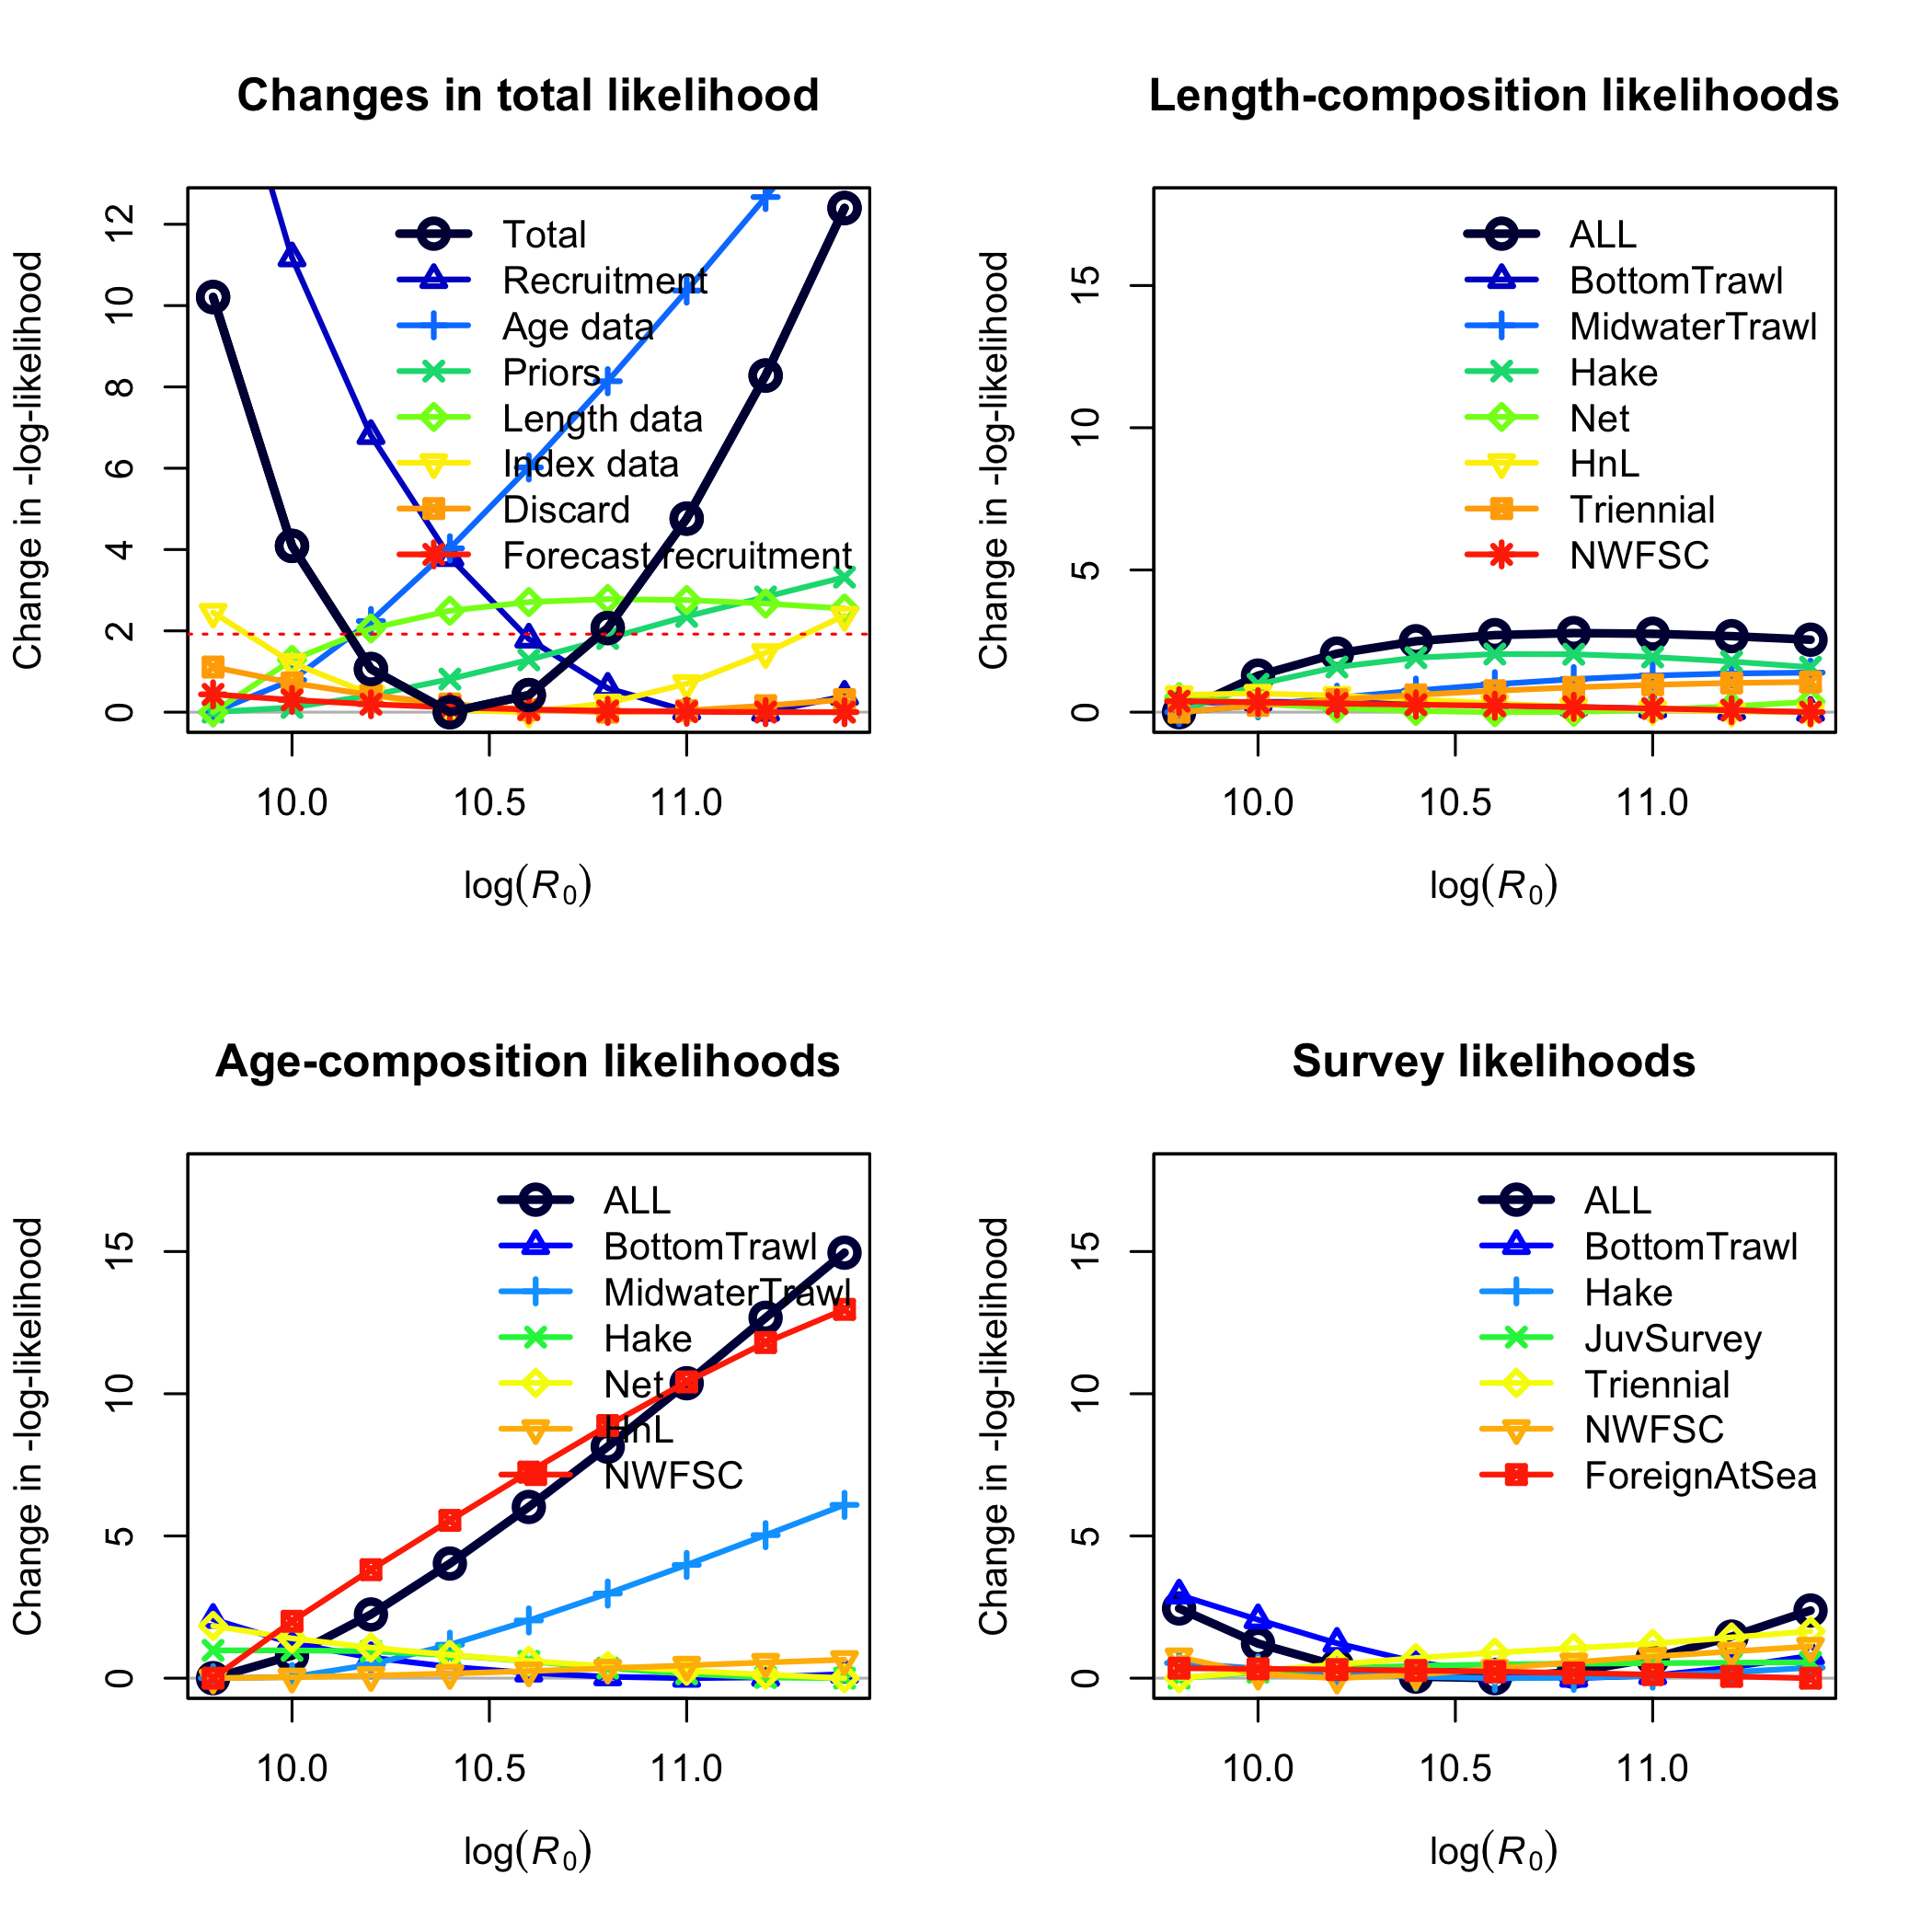 Changes in total likelihood
Change in -log-likelihood
12
10
8
6
4
2
0
Total
Recruitment
Age data
Priors
Length data
Index data
Discard
Forecast recruitment
10.0 10.5 11.0
log(R0)
Length-composition likelihoods
Change in -log-likelihood
15
10
5
0
ALL
BottomTrawl
MidwaterTrawl
Hake
Net
HnL
Triennial
NWFSC
10.0 10.5 11.0
log(R0)
Age-composition likelihoods
Change in -log-likelihood
15
10
5
0
ALL
BottomTrawl
MidwaterTrawl
Hake
Net
HnL
NWFSC
10.0 10.5 11.0
log(R0)
Survey likelihoods
Change in -log-likelihood
15
10
5
0
ALL
BottomTrawl
Hake
JuvSurvey
Triennial
NWFSC
ForeignAtSea
10.0 10.5 11.0
log(R0)